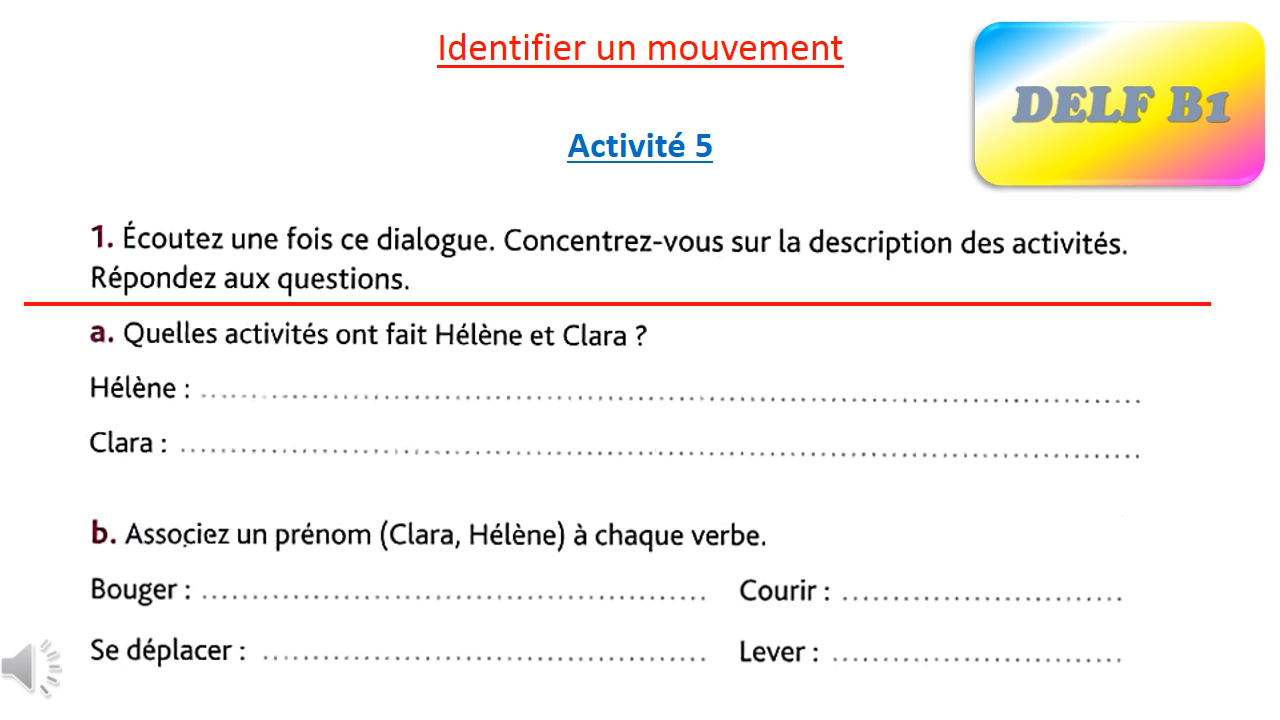 Identifier un mouvement
DELF B1
Activité 5
1. Écoutez une fois ce dialogue. Concentrez-vous sur la description des activités.
Répondez aux questions.
a. Quelles activités ont fait Hélène et Clara ?
Hélène : ........................................................................
Clara : ........................................................................
b. Associez un prénom (Clara, Hélène) à chaque verbe.
Bouger : ........................................ Courir : ........................
Se déplacer : .................................... Lever : ........................